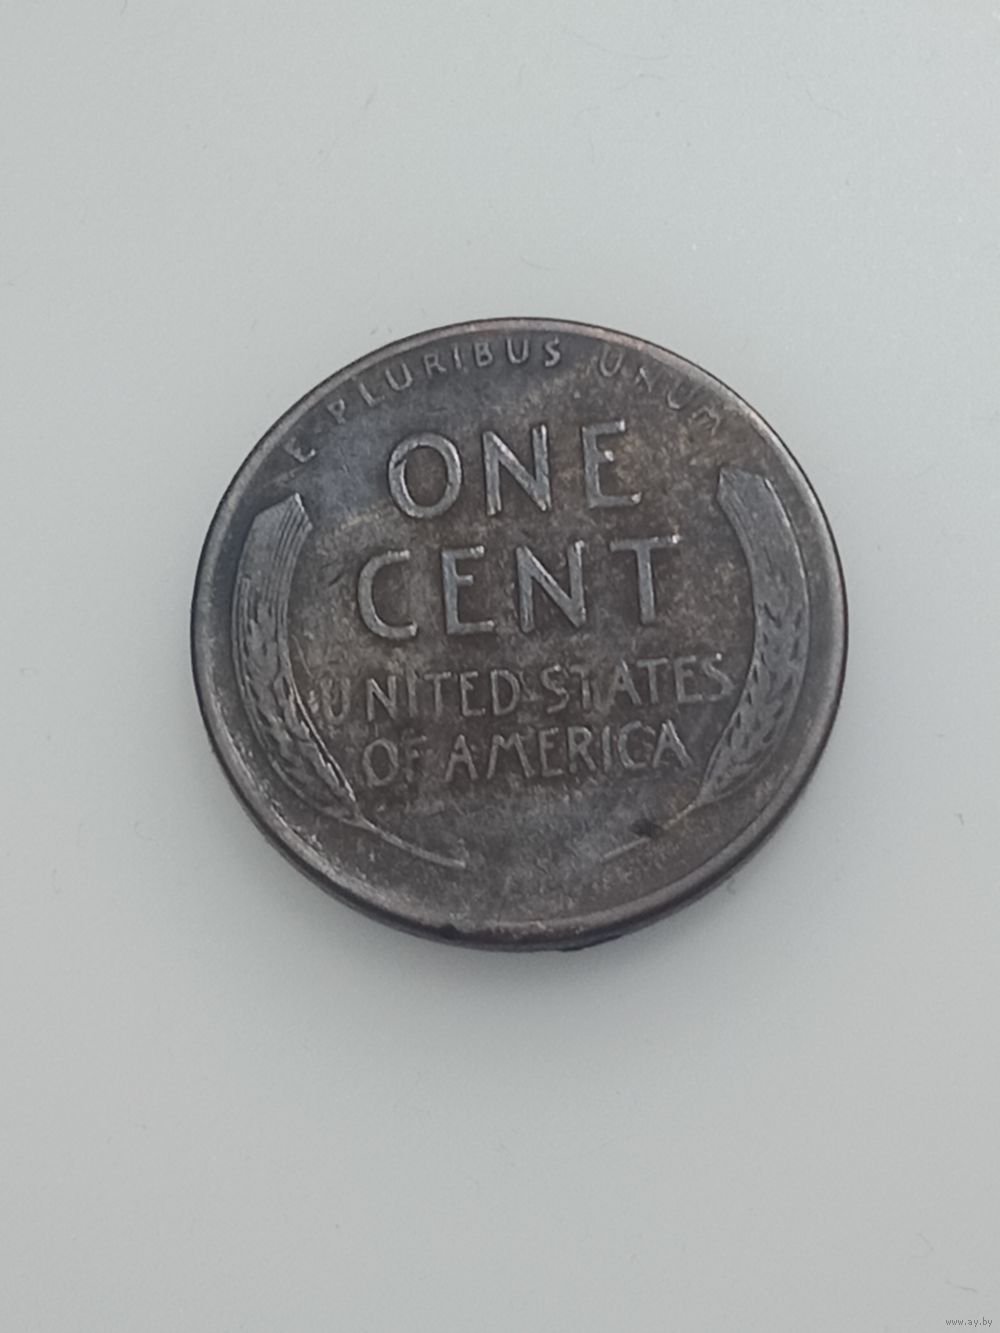 E PLURIBUS UNUM
ONE
CENT
UNITED STATES
OF AMERICA
www.ay.by